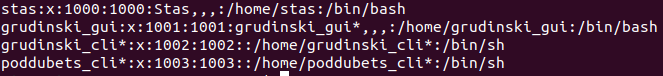 stas:x:1000:1000:Stas,,,:/home/stas:/bin/bash
grudinski_gui:x:1001:1001:grudinski_gui*,,,:/home/grudinski_gui:/bin/bash
grudinski_cli*:x:1002:1002::/home/grudinski_cli*:/bin/sh
poddubets_cli*:x:1003:1003::/home/poddubets_cli*:/bin/sh